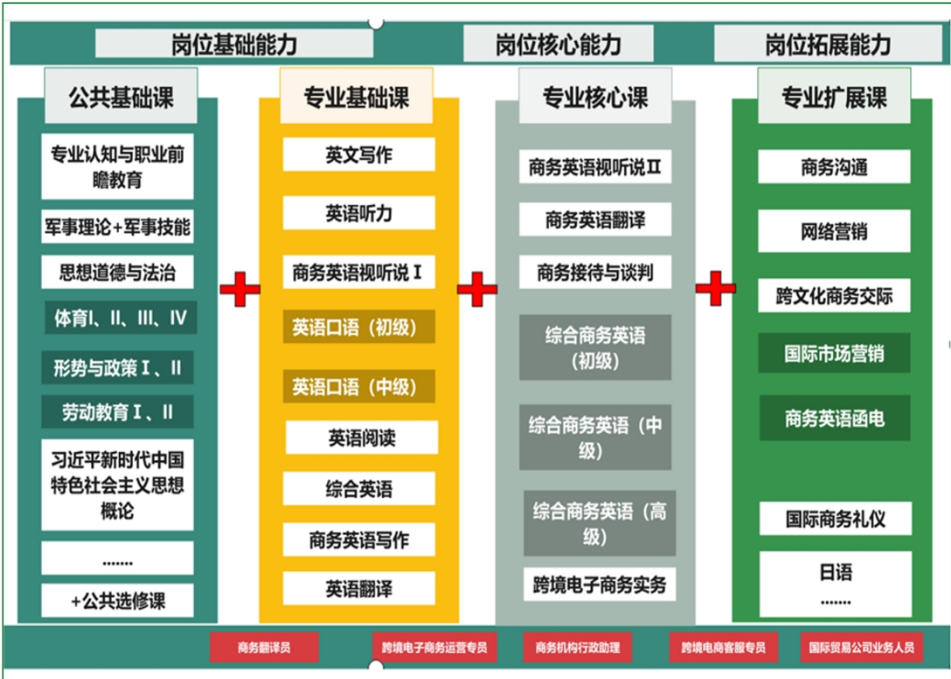 岗位基础能力
岗位核心能力
岗位拓展能力
公共基础课
专业认知与职业前
瞻教育
军事理论+军事技能
思想道德与法治
体育I、II、III、IV
形势与政策 I 、II
劳动教育 I 、II
习近平新时代中国
特色社会主义思想
概论
.......
+公共选修课
专业基础课
英文写作
英语听力
商务英语视听说 I
英语口语（初级）
英语口语（中级）
英语阅读
综合英语
商务英语写作
英语翻译
专业核心课
商务英语视听说II
商务英语翻译
商务接待与谈判
综合商务英语
（初级）
综合商务英语（中
级）
综合商务英语（高
级）
跨境电子商务实务
专业扩展课
商务沟通
网络营销
跨文化商务交际
国际市场营销
商务英语函电
国际商务礼仪
日语
.......
商务翻译员
跨境电子商务运营专员
商务机构行政助理
跨境电商客服专员
国际贸易公司业务人员